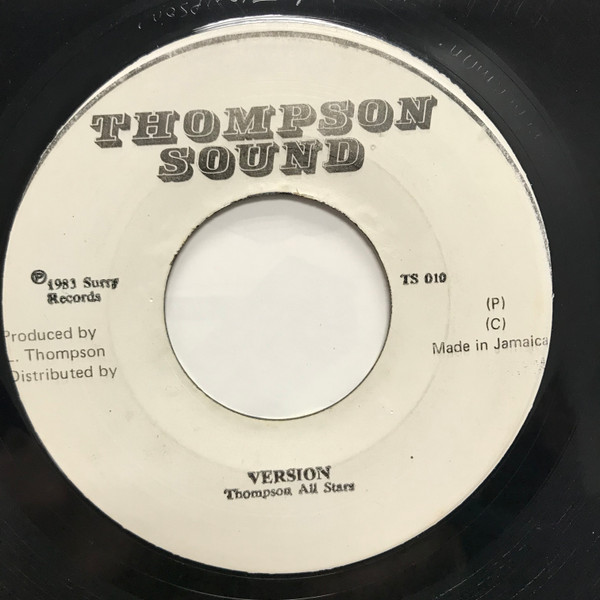 THOMPSON
SOUND
℗1983 Surry
Records
TS 010
Produced by
L. Thompson
Distributed by
(P)
(C)
Made in Jamaica
VERSION
Thompson All Stars